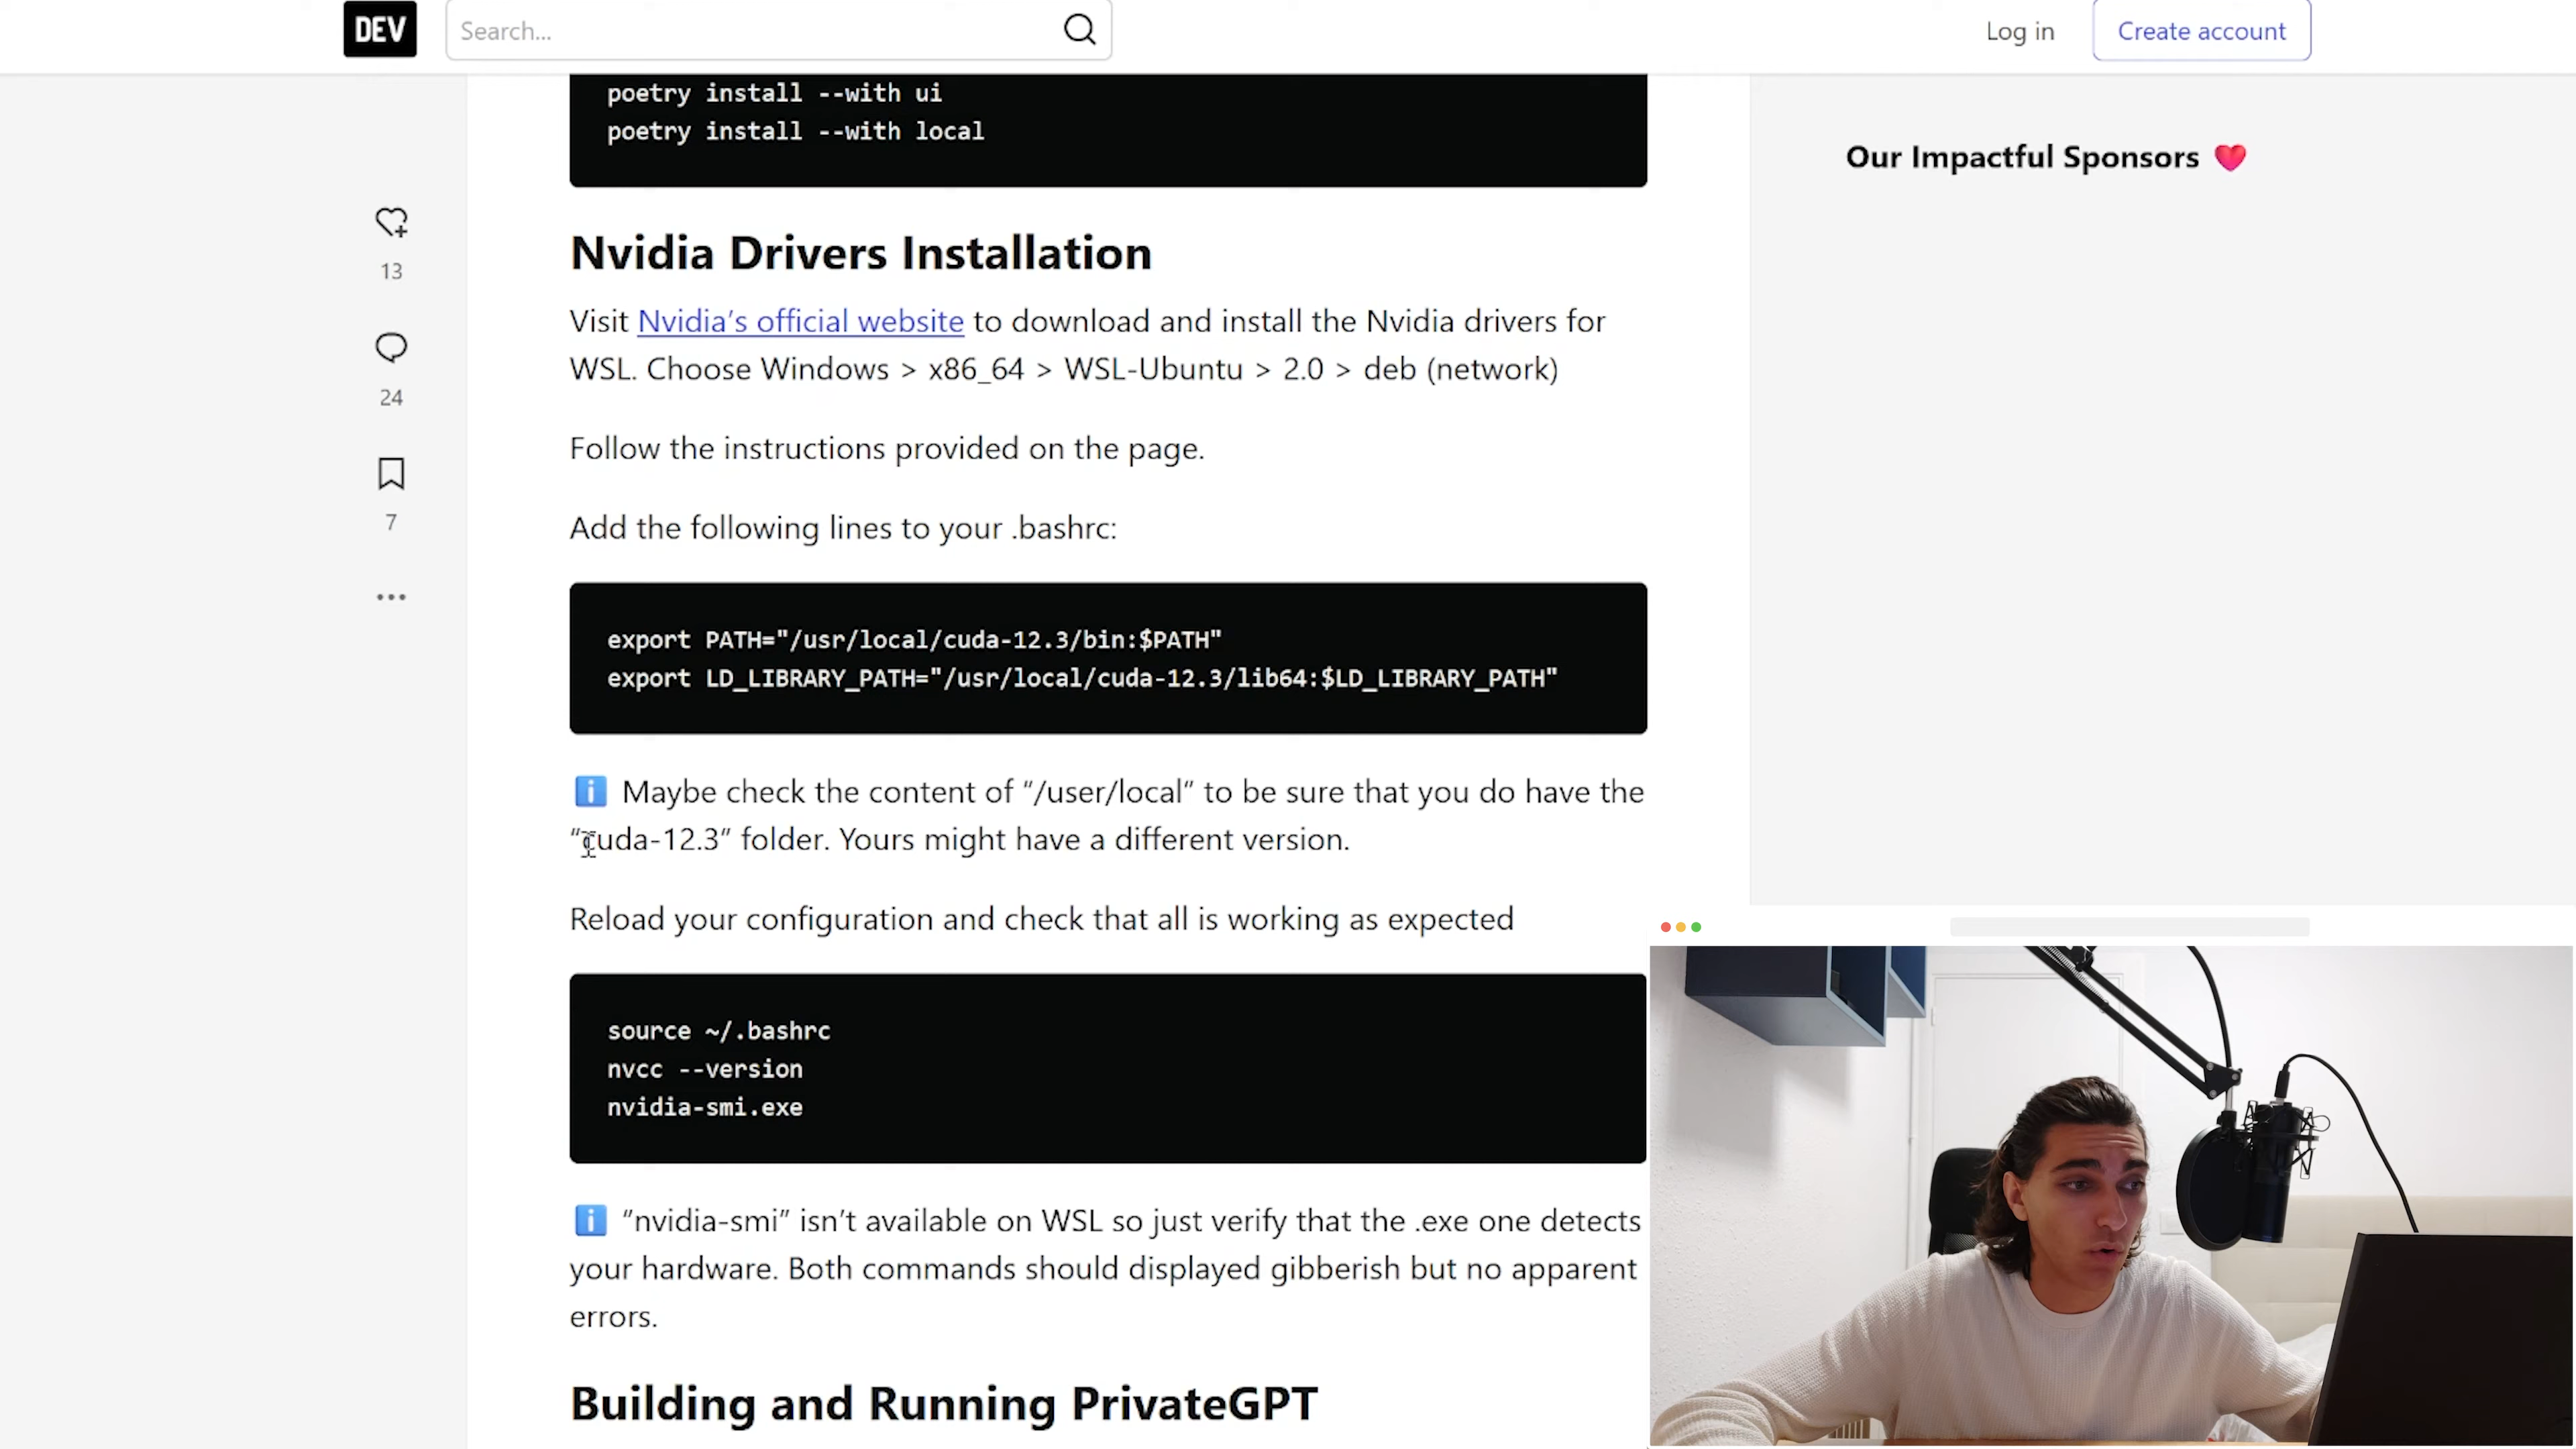 DEV
Search...
Log in
Create account
poetry install --with ui
poetry install --with local
Our Impactful Sponsors
13
24
7
Nvidia Drivers Installation
Visit Nvidia's official website to download and install the Nvidia drivers for
WSL. Choose Windows > x86_64 > WSL-Ubuntu > 2.0 > deb (network)
Follow the instructions provided on the page.
Add the following lines to your .bashrc:
export PATH="/usr/local/cuda-12.3/bin:$PATH"
export LD_LIBRARY_PATH="/usr/local/cuda-12.3/lib64:$LD_LIBRARY_PATH"
Maybe check the content of “/user/local” to be sure that you do have the
“cuda-12.3” folder. Yours might have a different version.
Reload your configuration and check that all is working as expected
source ~/.bashrc
nvcc --version
nvidia-smi.exe
“nvidia-smi” isn’t available on WSL so just verify that the .exe one detects
your hardware. Both commands should displayed gibberish but no apparent
errors.
Building and Running PrivateGPT